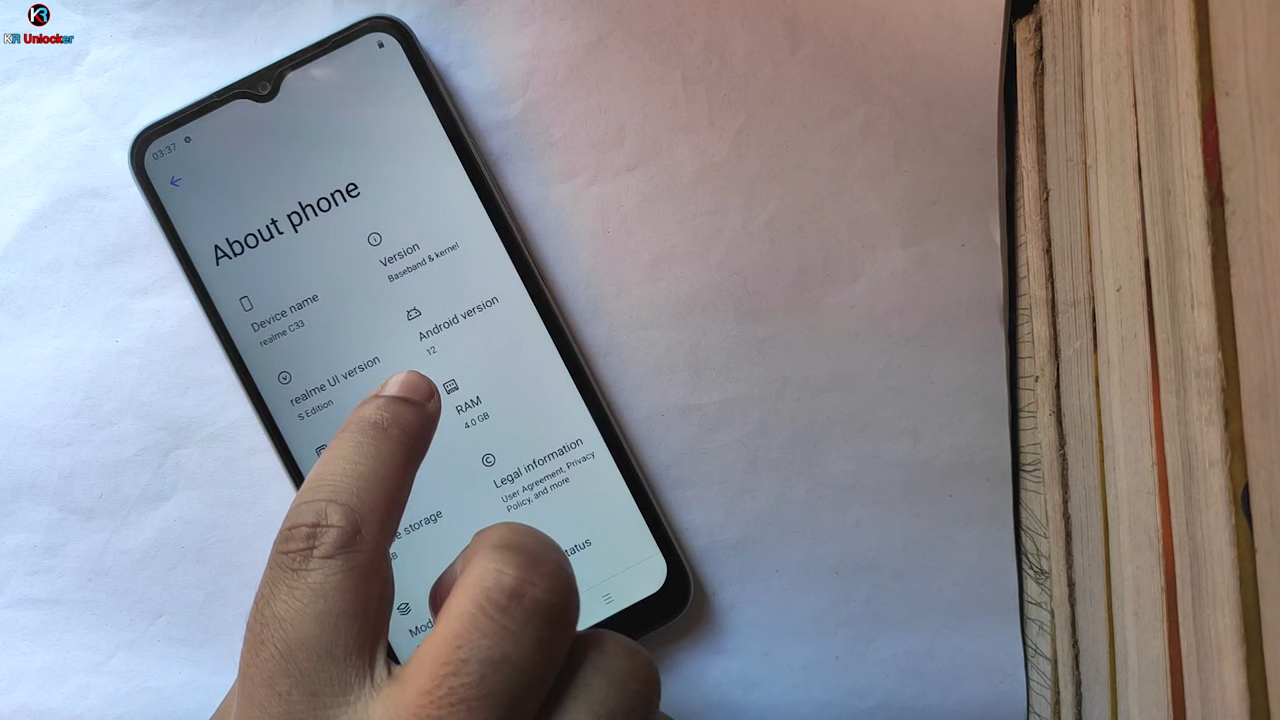 KR
KR Unlocker
03:37
About phone
Device name
realme C33
Version
Baseband & kernel
realme UI version
S Edition
Android version
12
RAM
4.0 GB
Legal information
User Agreement, Privacy
Policy, and more
storage